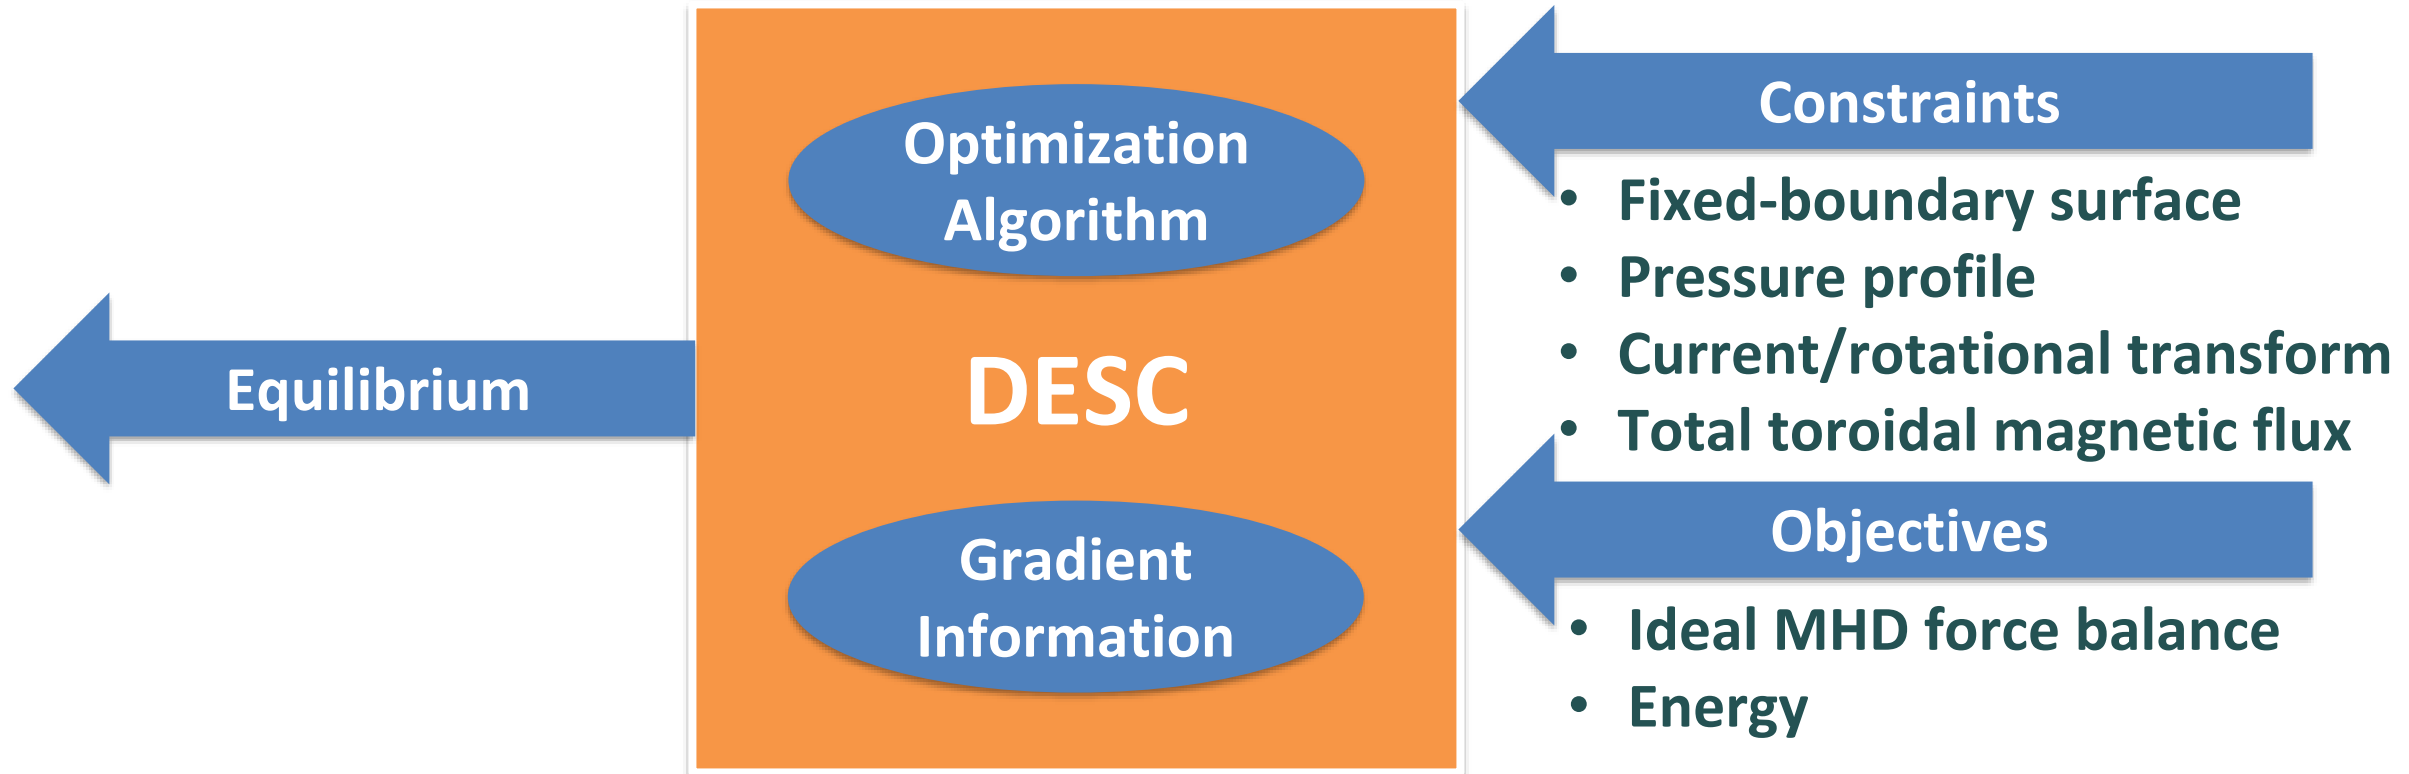 Equilibrium
Optimization
Algorithm
DESC
Gradient
Information
Constraints
• Fixed-boundary surface
• Pressure profile
• Current/rotational transform
• Total toroidal magnetic flux
Objectives
• Ideal MHD force balance
• Energy